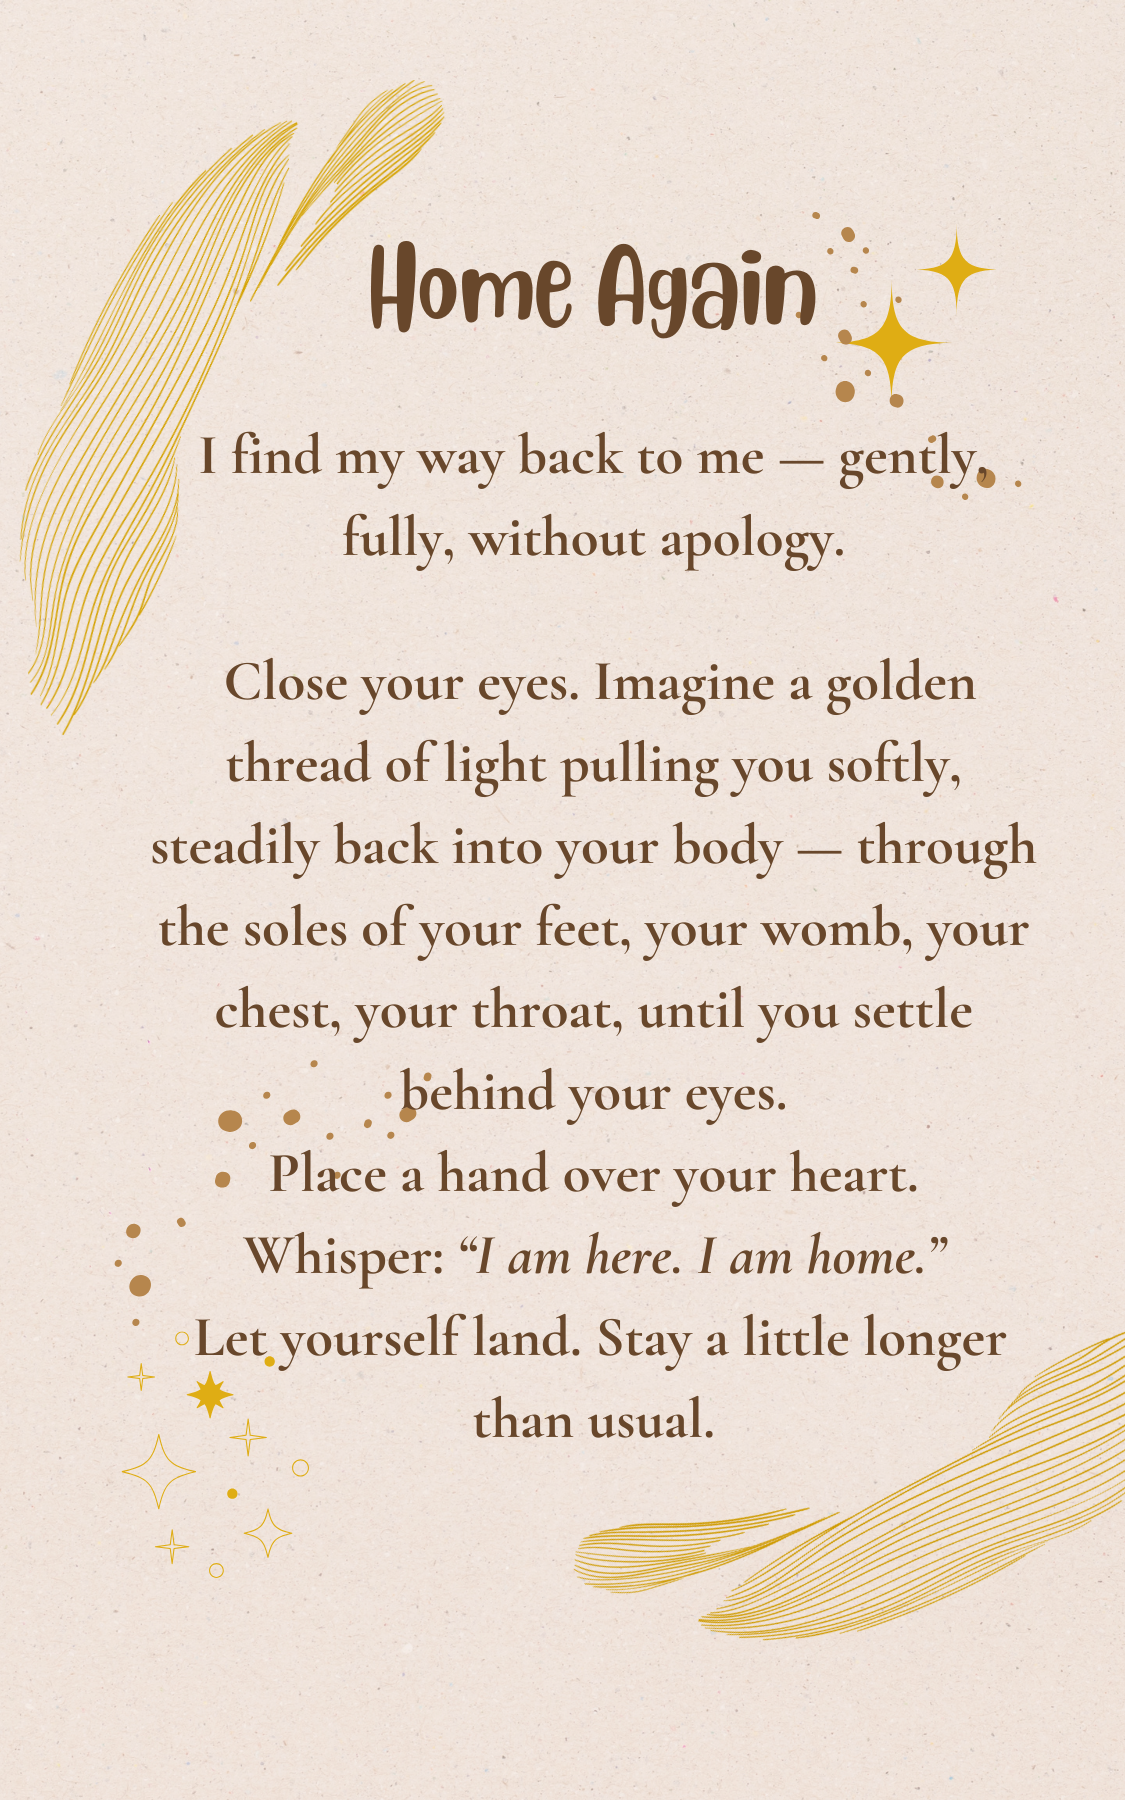 Home Again
I find my way back to me — gently,
fully, without apology.
Close your eyes. Imagine a golden
thread of light pulling you softly,
steadily back into your body — through
the soles of your feet, your womb, your
chest, your throat, until you settle
behind your eyes.
Place a hand over your heart.
Whisper: “I am here. I am home.”
Let yourself land. Stay a little longer
than usual.